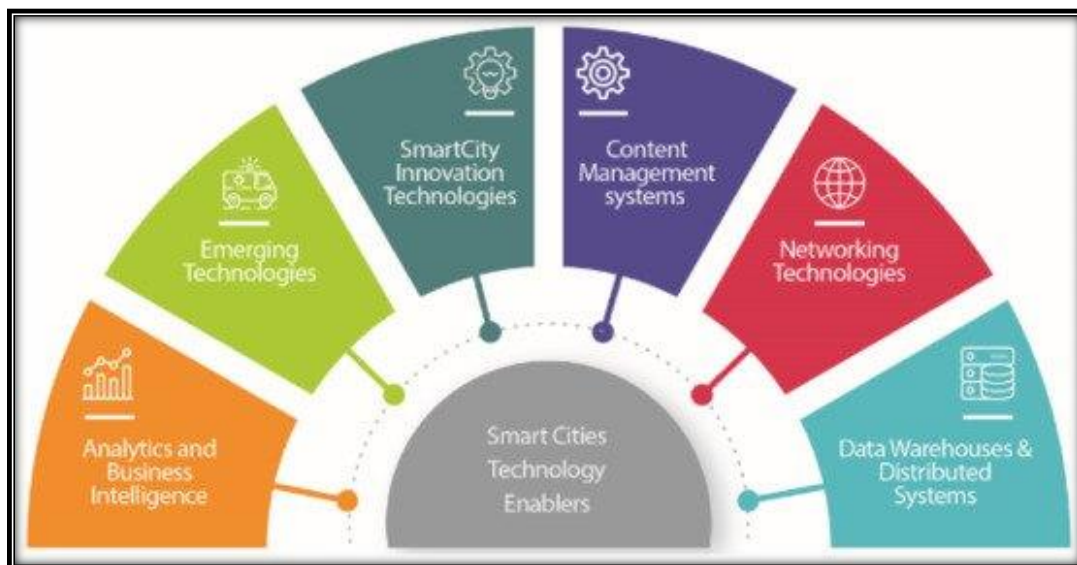 Analytics and
Business
Intelligence
Emerging
Technologies
SmartCity
Innovation
Technologies
Content
Management
systems
Networking
Technologies
Data Warehouses &
Distributed
Systems
Smart Cities
Technology
Enablers